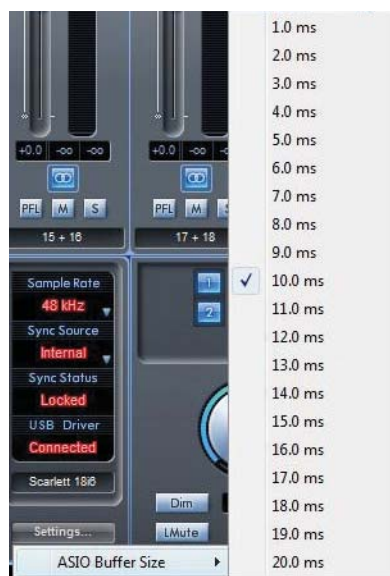 +0.0 -oo -oo
+0.0 -oo
PFL M S
PFL M S
15 + 16
17 + 18
Sample Rate
48 kHz
Sync Source
Internal
Sync Status
Locked
USB Driver
Connected
Scarlett 18i6
Settings...
1
2
Dim
LMute
ASIO Buffer Size
1.0 ms
2.0 ms
3.0 ms
4.0 ms
5.0 ms
6.0 ms
7.0 ms
8.0 ms
9.0 ms
10.0 ms
11.0 ms
12.0 ms
13.0 ms
14.0 ms
15.0 ms
16.0 ms
17.0 ms
18.0 ms
19.0 ms
20.0 ms